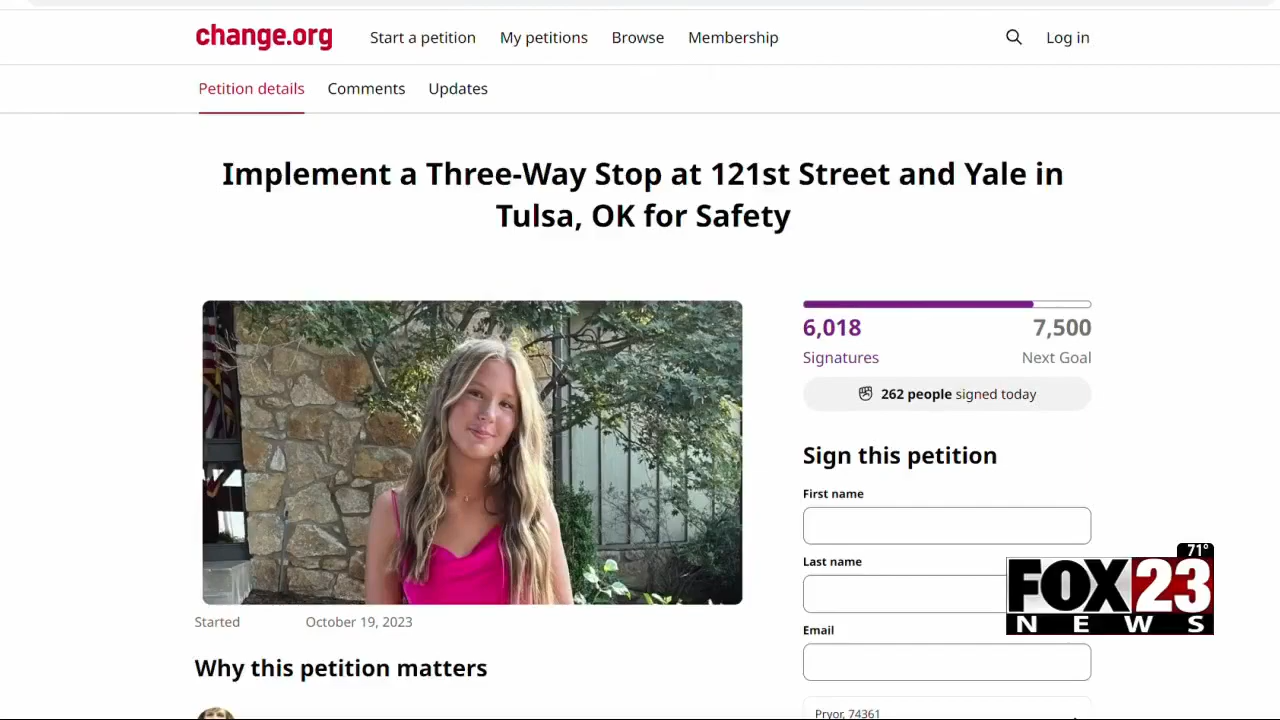 change.org
Start a petition
My petitions
Browse
Membership
Log in
Petition details
Comments
Updates
Implement a Three-Way Stop at 121st Street and Yale in
Tulsa, OK for Safety
6,018
7,500
Signatures
Next Goal
262 people signed today
Sign this petition
First name
Last name
Email
Pryor, 74361
Started
October 19, 2023
Why this petition matters
71°
FOX23
NEWS